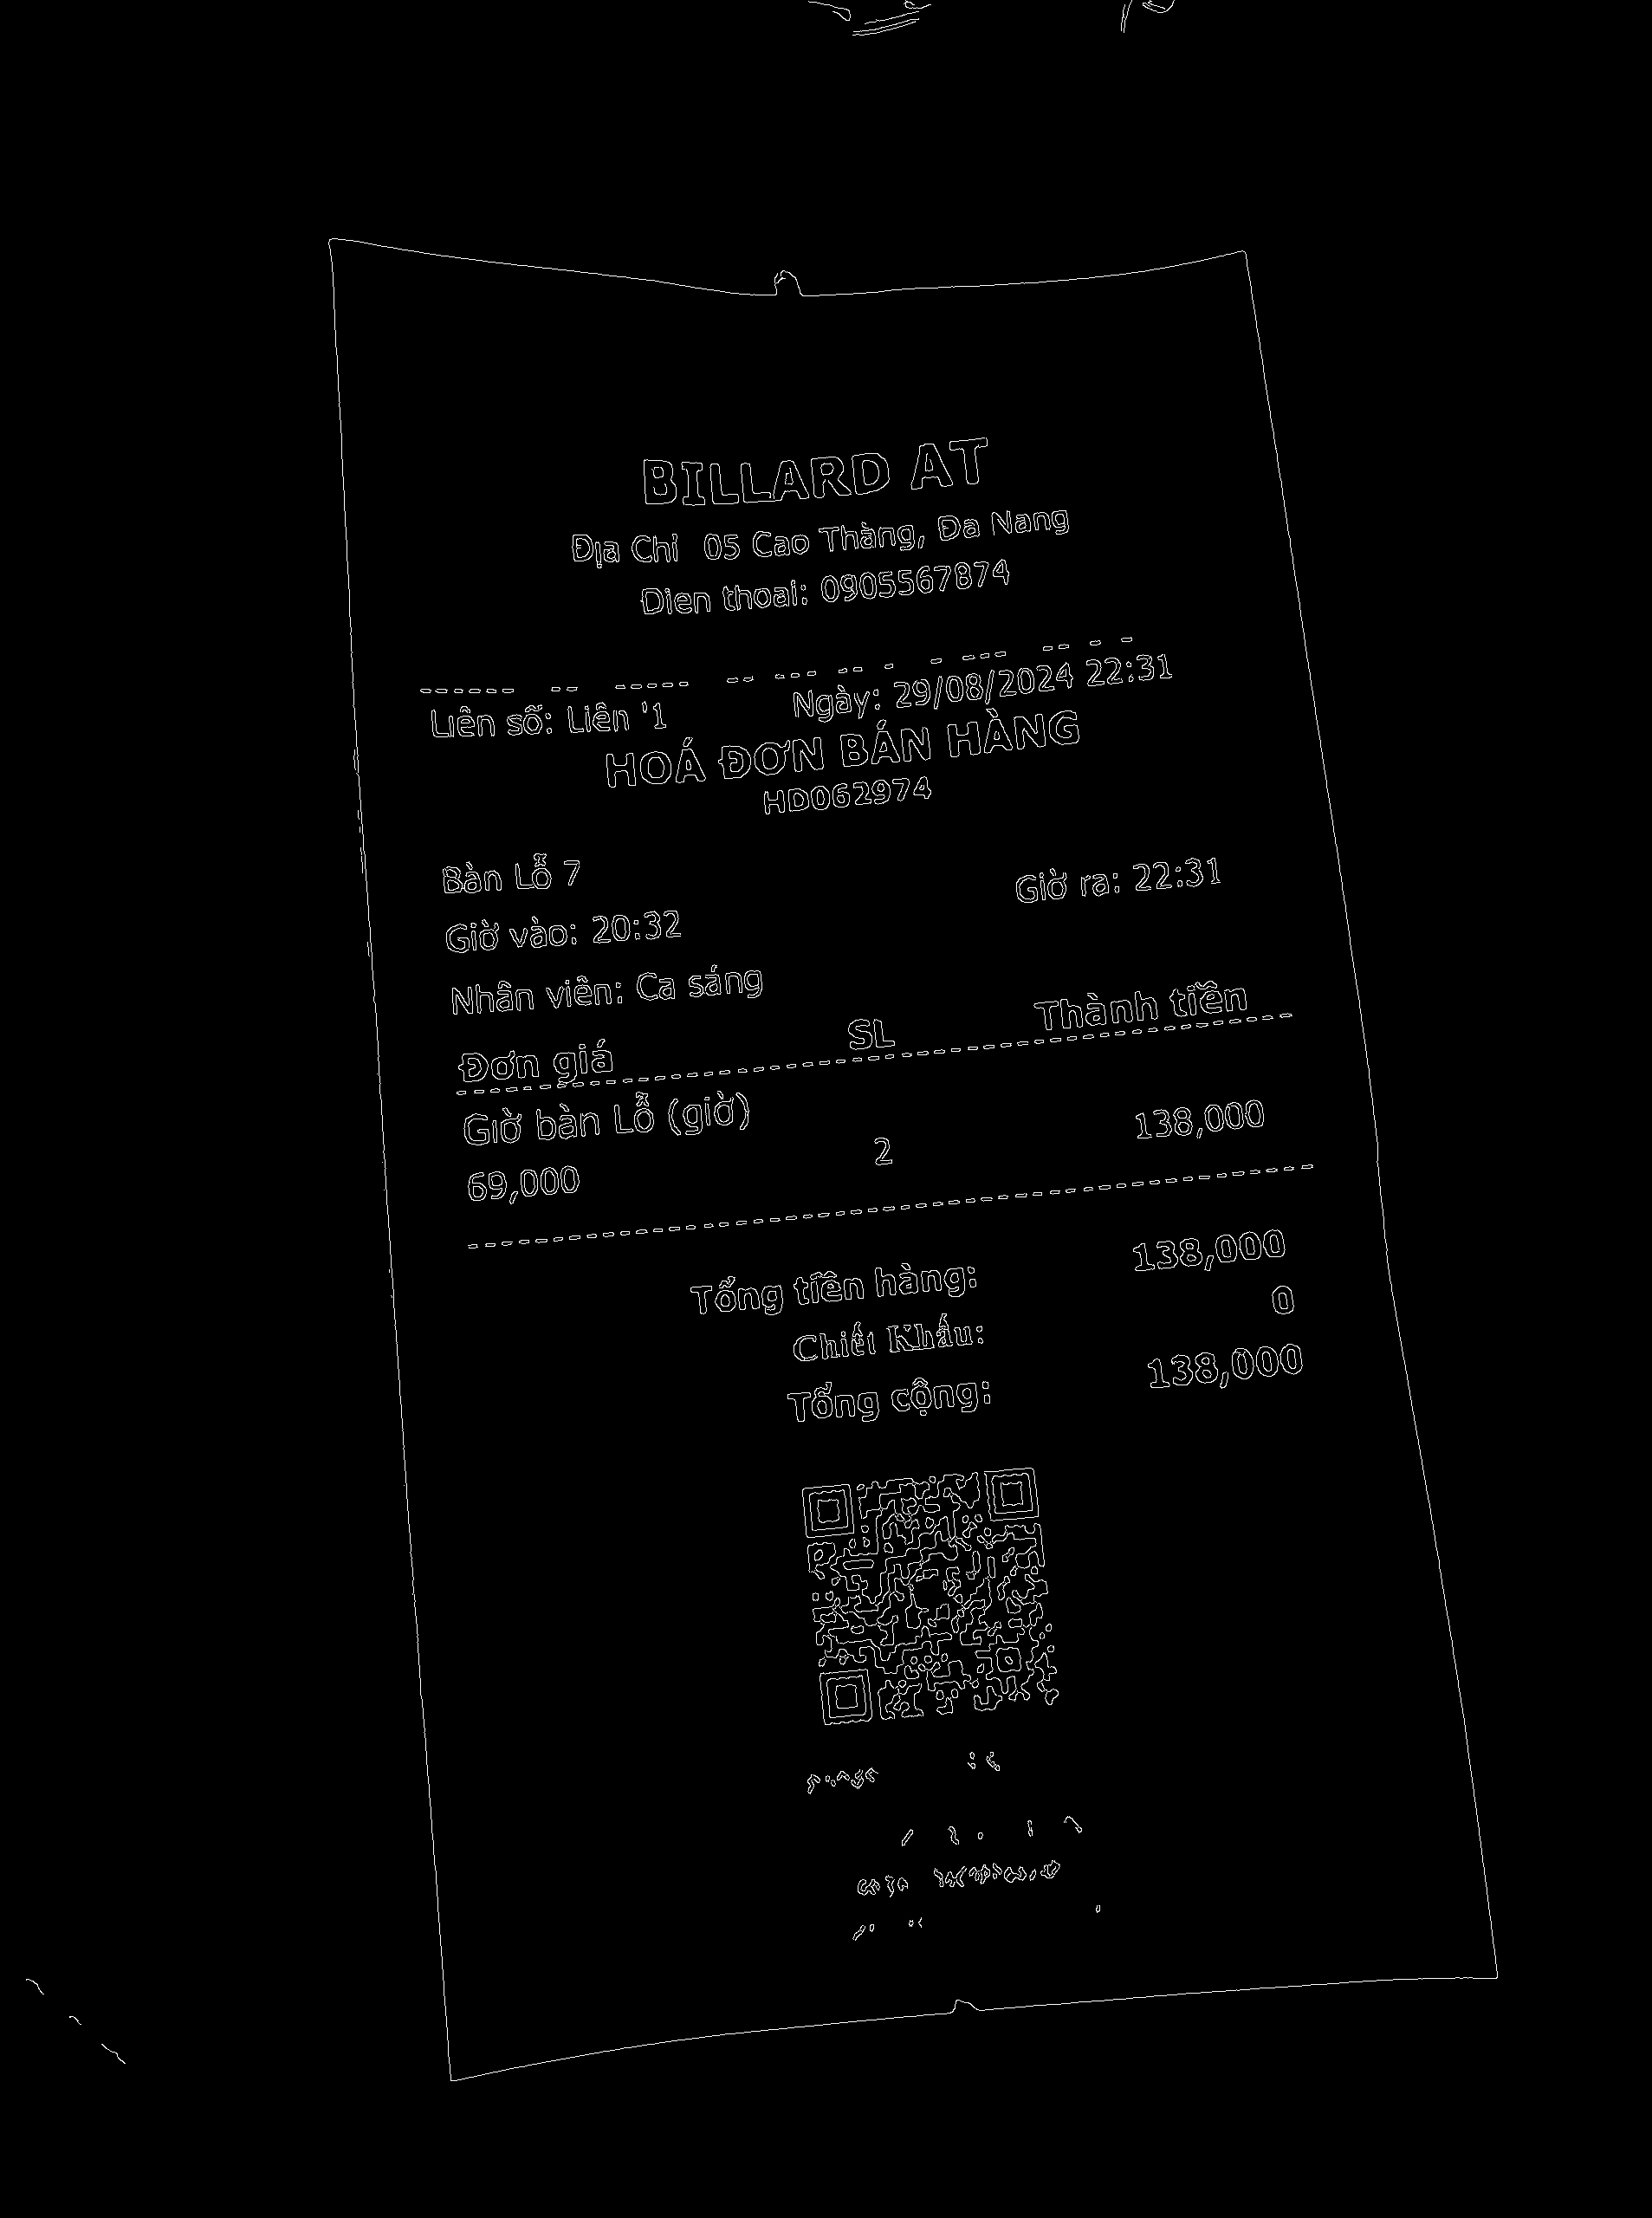 BILLARD AT
Địa Chỉ 05 Cao Thàng, Đa Nang
Dien thoai: 0905567874
Liên số: Liên '1 Ngày: 29/08/2024 22:31
HOÁ ĐƠN BÁN HÀNG
HD062974
Bàn Lỗ 7
Giờ vào: 20:32 Giờ ra: 22:31
Nhân viên: Ca sáng
Đơn giá SL Thành tiền
Giờ bàn Lỗ (giờ)
69,000 2 138,000
Tổng tiền hàng: 138,000
Chiết Khấu: 0
Tổng cộng: 138,000